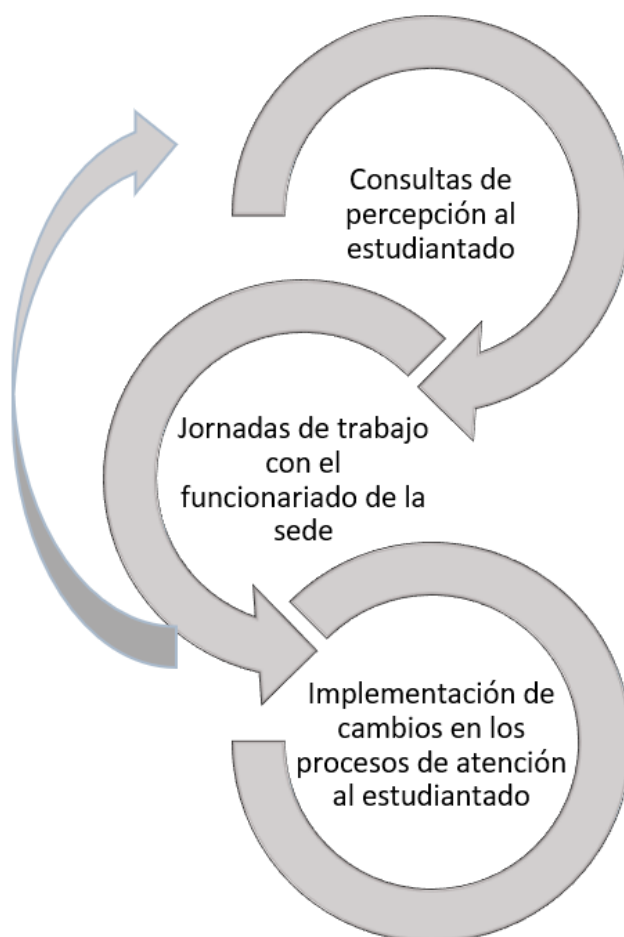 Consultas de
percepción al
estudiantado
Jornadas de trabajo
con el
funcionariado de la
sede
Implementación de
cambios en los
procesos de atención
al estudiantado